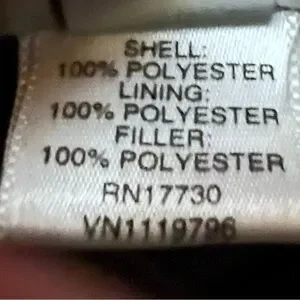 SHELL:
100% POLYESTER
LINING:
100% POLYESTER
FILLER:
100% POLYESTER
RN17730
VN1119796